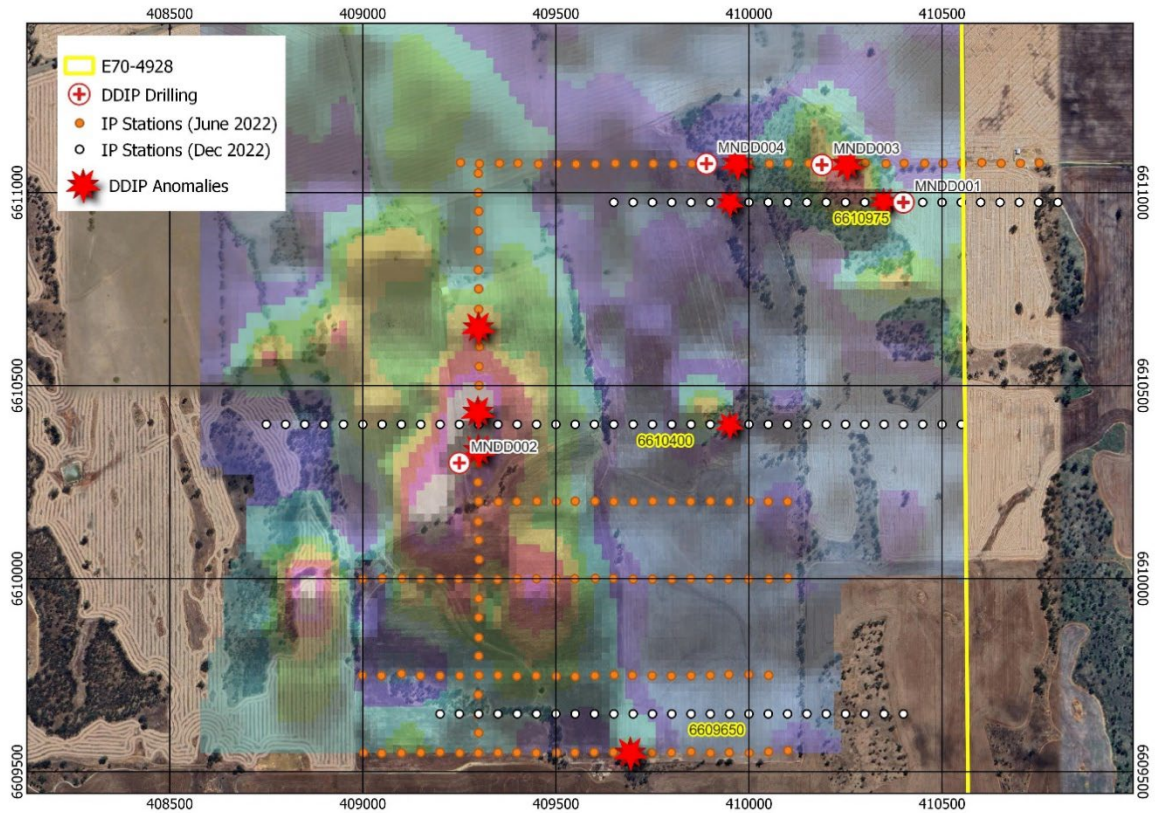 408500 409000 409500 410000 410500
E70-4928
DDIP Drilling
IP Stations (June 2022)
IP Stations (Dec 2022)
DDIP Anomalies
MNDD004
MNDD003
MNDD001
6610975
6611000
6611000
6610500
6610500
6610400
MNDD002
6610000
6610000
6609650
6609500
6609500
408500 409000 409500 410000 410500